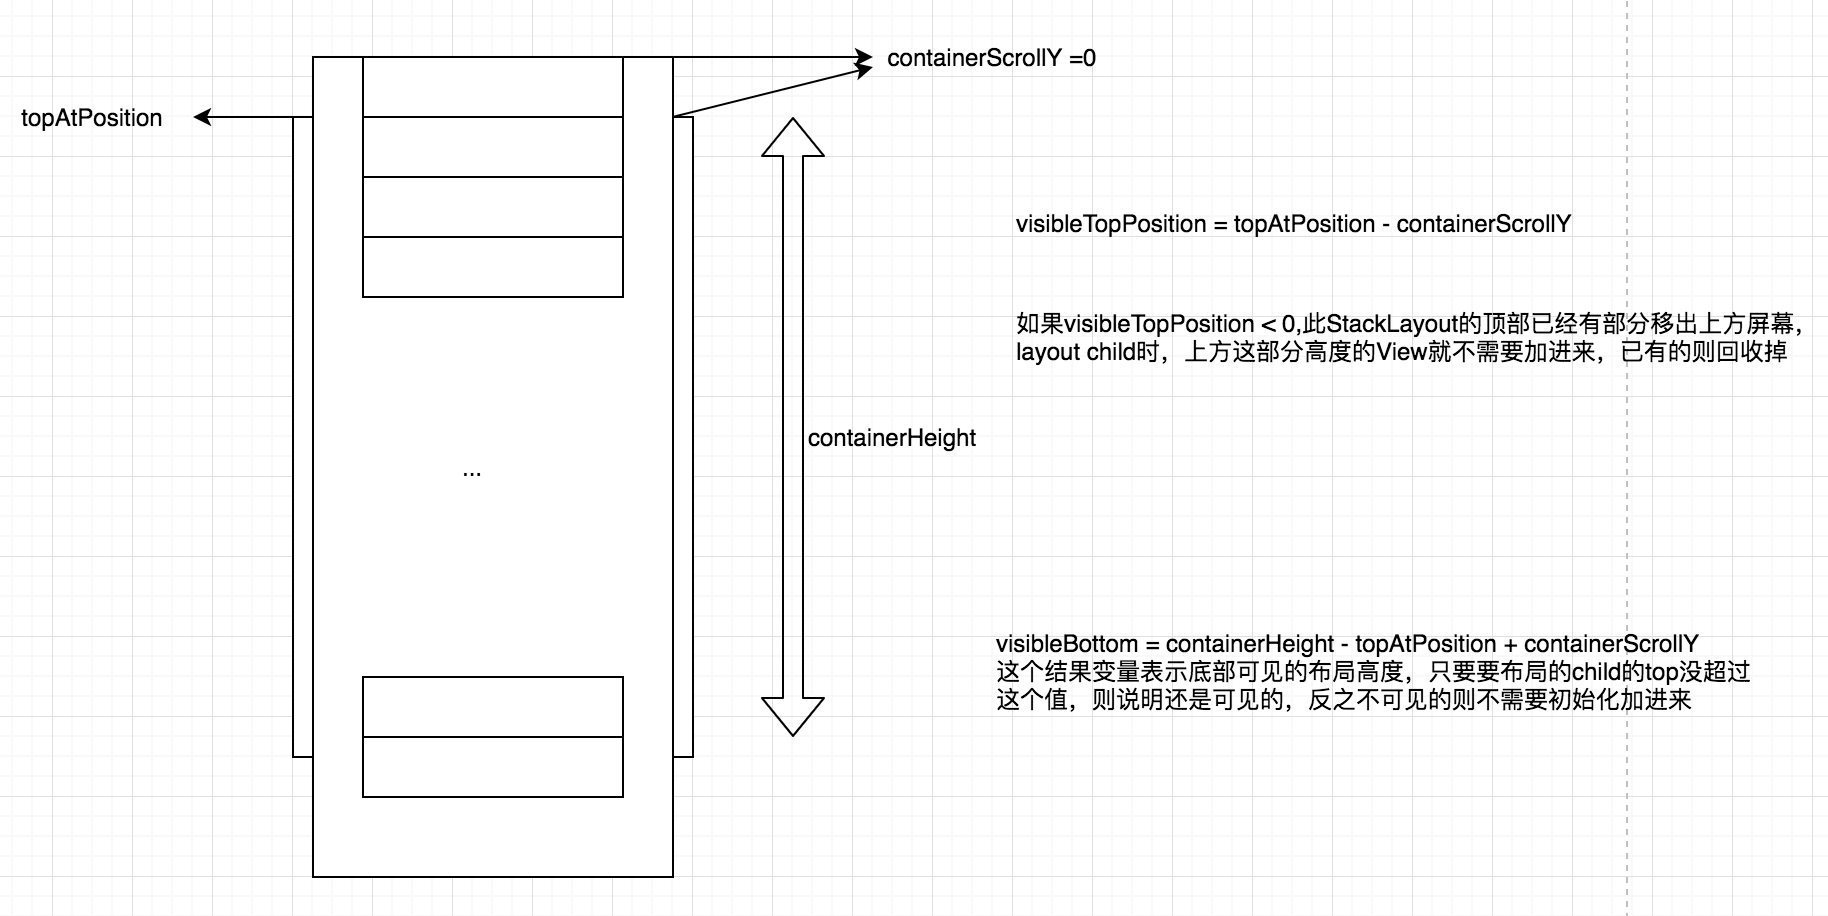 containerScrollY =0
topAtPosition
visibleTopPosition = topAtPosition - containerScrollY
如果visibleTopPosition < 0,此StackLayout的顶部已经有部分移出上方屏幕，
layout child时，上方这部分高度的View就不需要加进来，已有的则回收掉
containerHeight
...
visibleBottom = containerHeight - topAtPosition + containerScrollY
这个结果变量表示底部可见的布局高度，只要要布局的child的top没超过
这个值，则说明还是可见的，反之不可见的则不需要初始化加进来